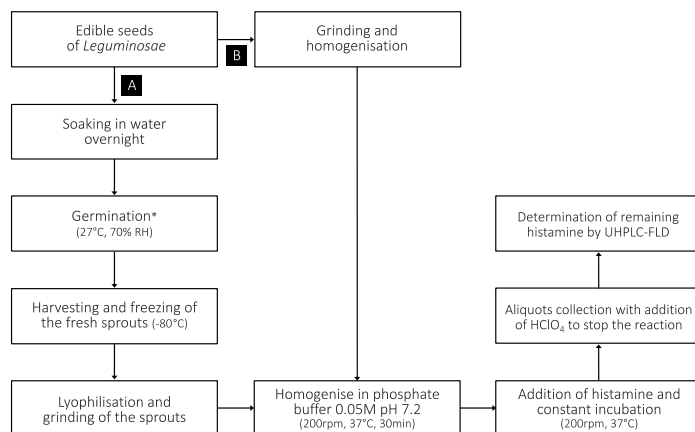 Edible seeds
of Leguminosae
B
Grinding and
homogenisation
A
Soaking in water
overnight
Germination*
(27°C, 70% RH)
Harvesting and freezing of
the fresh sprouts (-80°C)
Lyophilisation and
grinding of the sprouts
Homogenise in phosphate
buffer 0.05M pH 7.2
(200rpm, 37°C, 30min)
Addition of histamine and
constant incubation
(200rpm, 37°C)
Aliquots collection with addition
of HClO₄ to stop the reaction
Determination of remaining
histamine by UHPLC-FLD